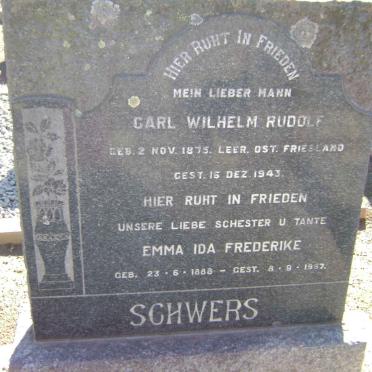 HIER RUHT IN FRIEDEN
MEIN LIEBER MANN
CARL WILHELM RUDOLF
GEB. 2 NOV. 1875. LEER, OST. FRIESLAND
GEST. 16 DEZ. 1943.
HIER RUHT IN FRIEDEN
UNSERE LIEBE SCHESTER U TANTE
EMMA IDA FREDERIKE
GEB. 23 · 6 · 1888 – GEST. 8 · 9 · 1957.
SCHWERS